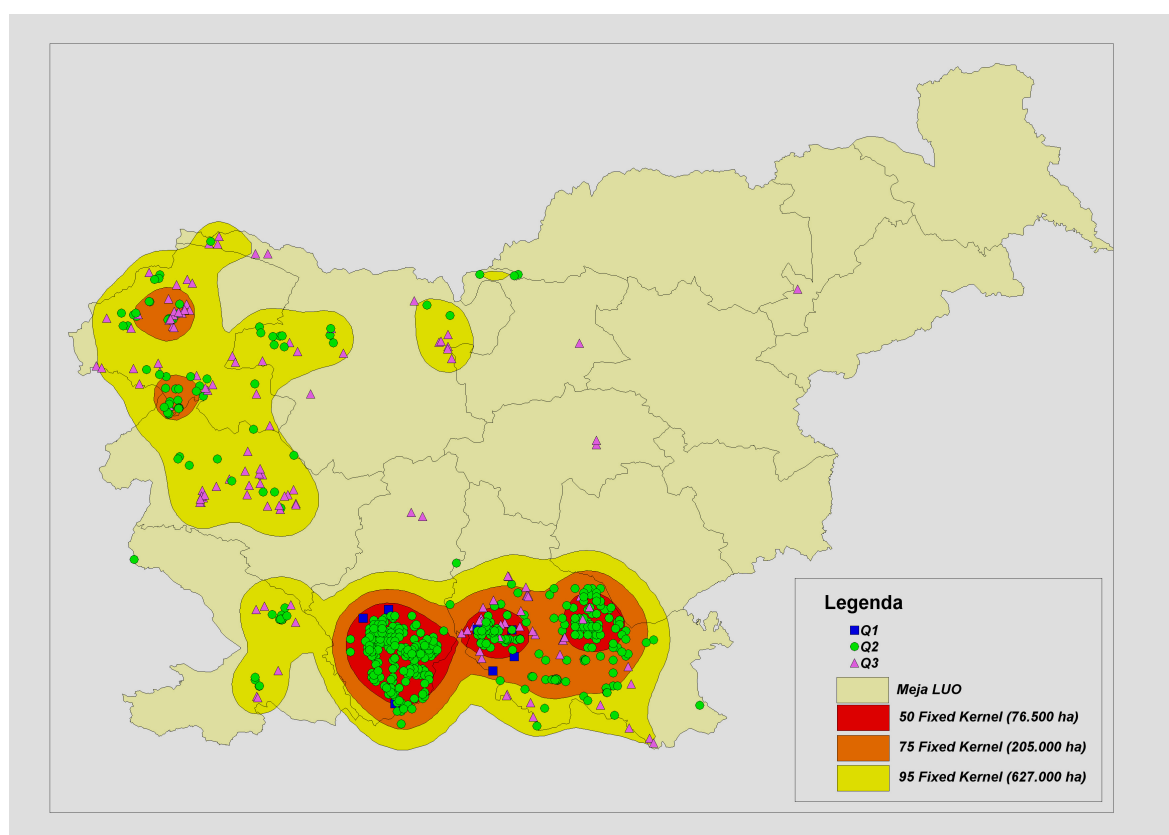 Legenda
Q1
Q2
Q3
Meja LUO
50 Fixed Kernel (76.500 ha)
75 Fixed Kernel (205.000 ha)
95 Fixed Kernel (627.000 ha)